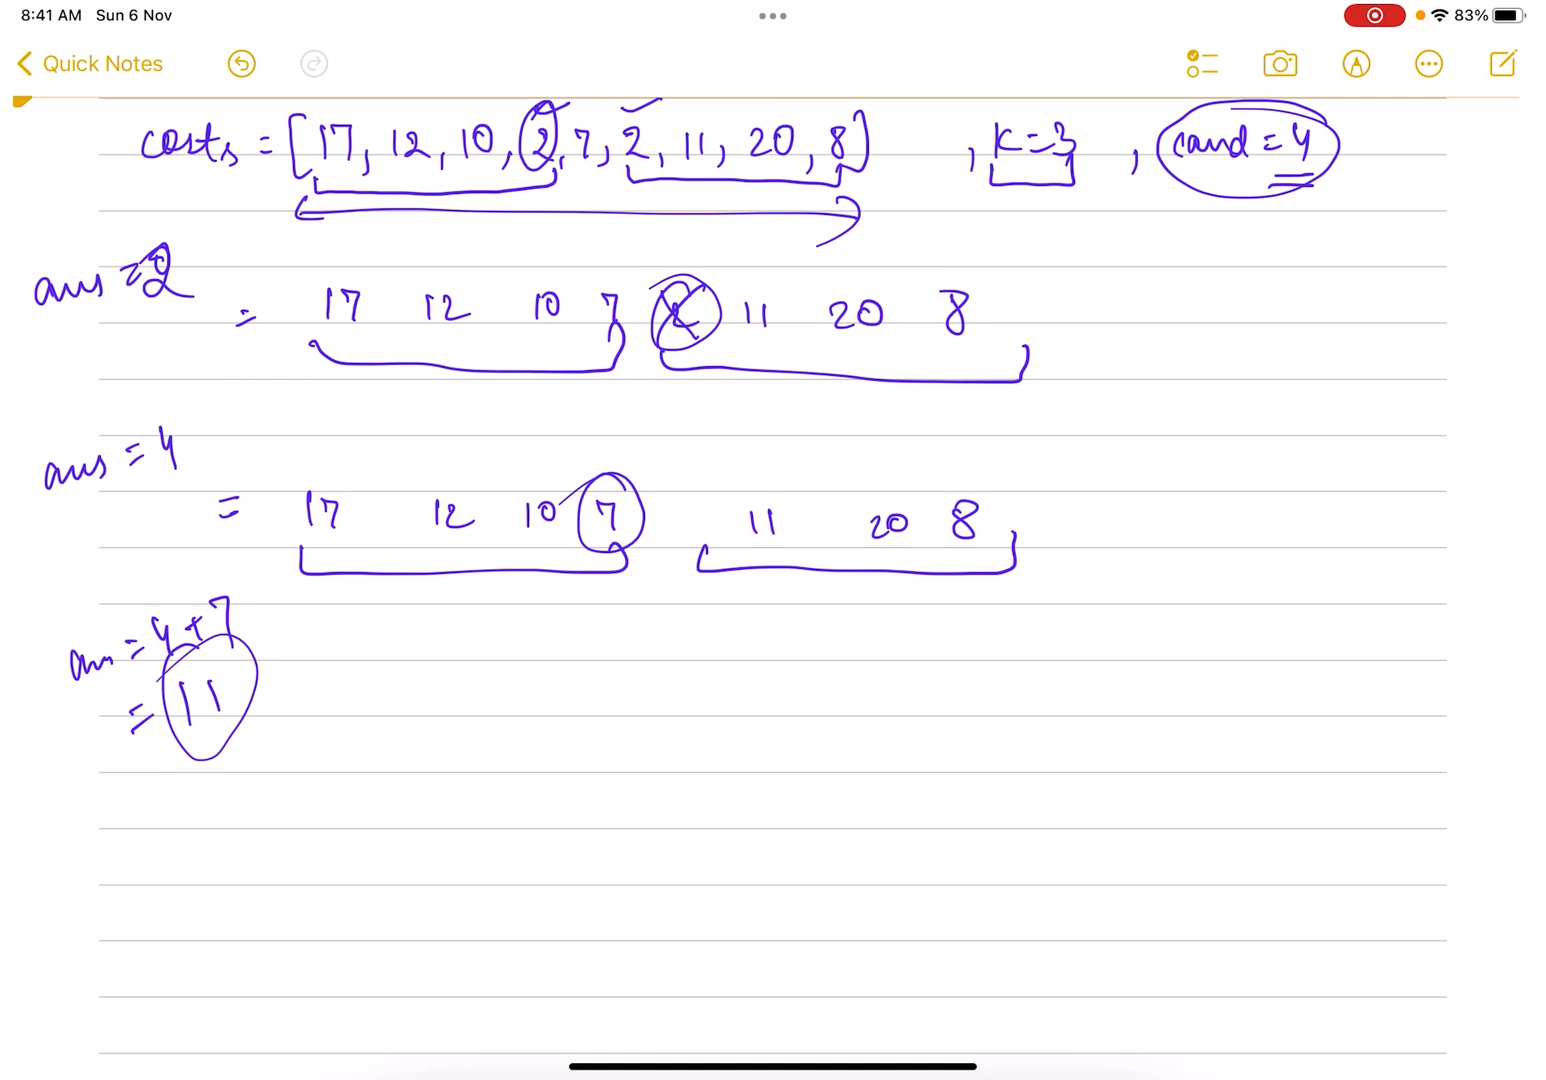 8:41 AM Sun 6 Nov 83%
Quick Notes
costs = [17, 12, 10, 2, 7, 2, 11, 20, 8] , K=3 , cand = 4
ans = 2
= 17 12 10 7 2 11 20 8
ans = 4
= 17 12 10 7 11 20 8
ans = 4+7
= 11